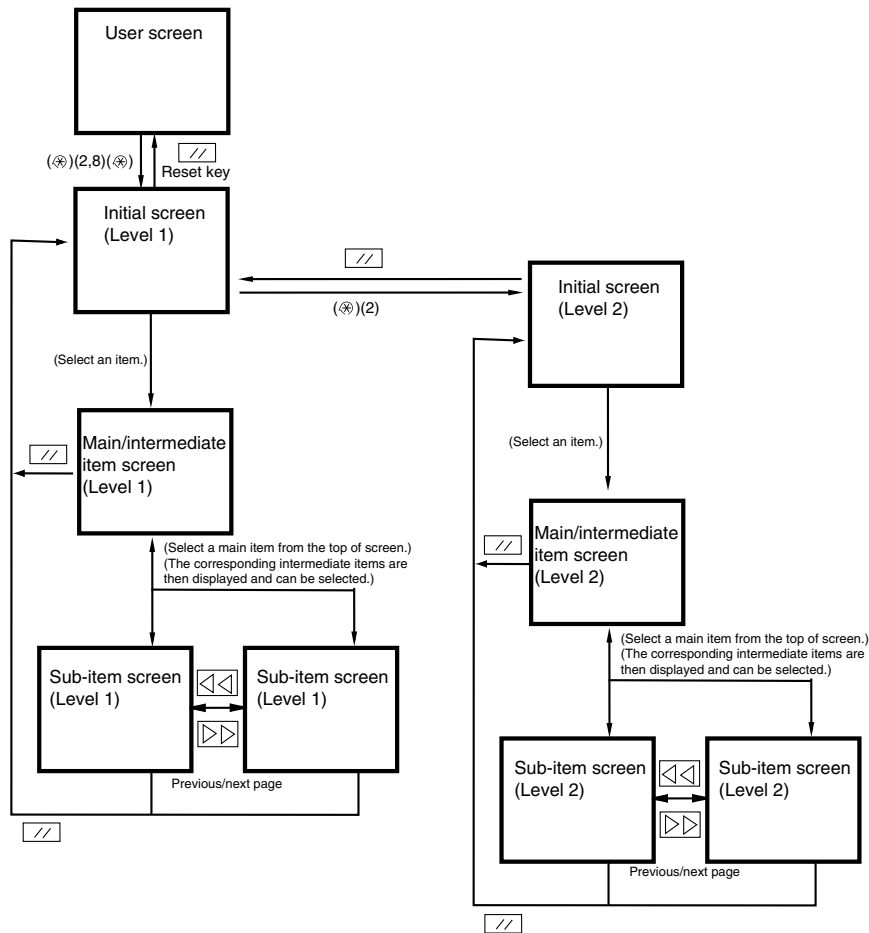 User screen
(✳)(2,8)(✳)
//
Reset key
Initial screen
(Level 1)
//
(✳)(2)
Initial screen
(Level 2)
(Select an item.)
(Select an item.)
Main/intermediate
item screen
(Level 1)
//
Main/intermediate
item screen
(Level 2)
//
(Select a main item from the top of screen.)
(The corresponding intermediate items are
then displayed and can be selected.)
(Select a main item from the top of screen.)
(The corresponding intermediate items are
then displayed and can be selected.)
Sub-item screen
(Level 1)
Sub-item screen
(Level 1)
Previous/next page
//
Sub-item screen
(Level 2)
Sub-item screen
(Level 2)
Previous/next page
//